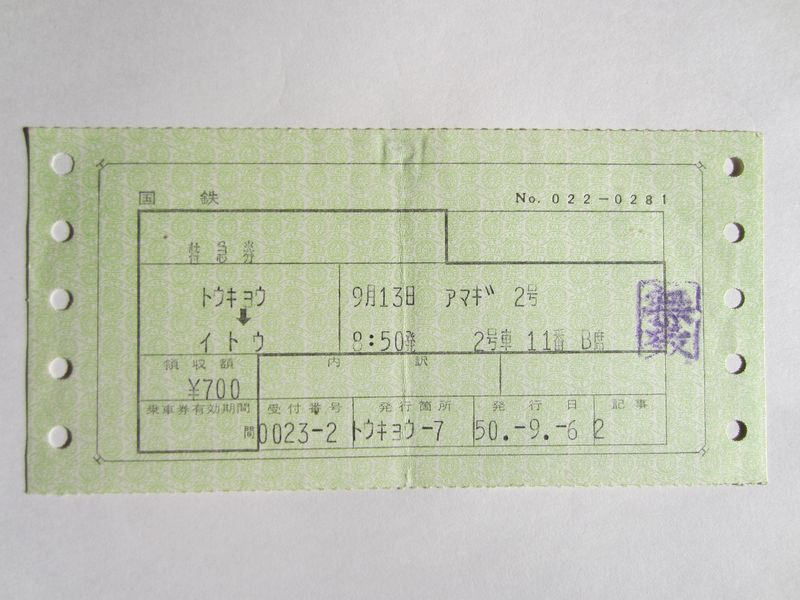 国鉄 No. 022-0281
特急券
トウキョウ 9月13日 アマギ 2号
⬇
イトウ 8:50発 2号車 11番 B席
領収額 内訳
¥700
乗車券有効期間 受付番号 発行箇所 発行日 記事
間 0023-2 トウキョウ-7 50.-9.-6 2
無効